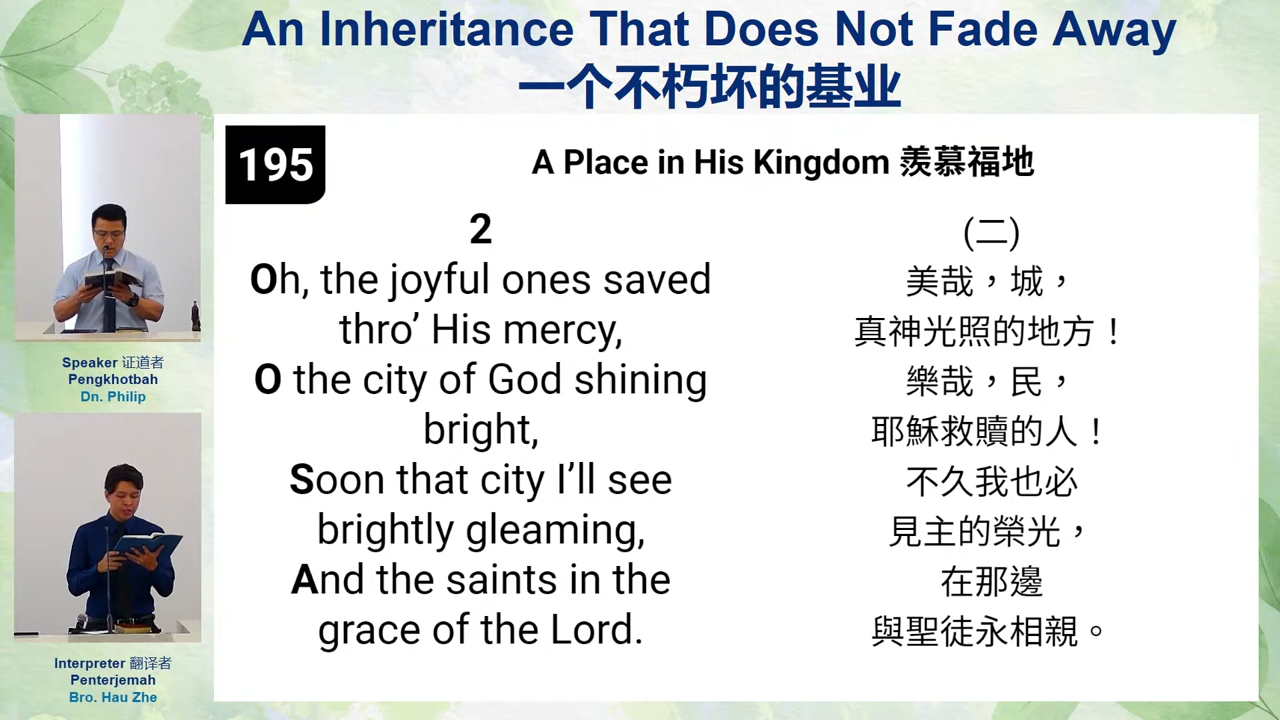 An Inheritance That Does Not Fade Away
一个不朽坏的基业
Speaker 证道者
Pengkhotbah
Dn. Philip
Interpreter 翻译者
Penterjemah
Bro. Hau Zhe
195
A Place in His Kingdom 羨慕福地
2
Oh, the joyful ones saved
thro’ His mercy,
O the city of God shining
bright,
Soon that city I’ll see
brightly gleaming,
And the saints in the
grace of the Lord.
(二)
美哉，城，
真神光照的地方！
樂哉，民，
耶穌救贖的人！
不久我也必
見主的榮光，
在那邊
與聖徒永相親。